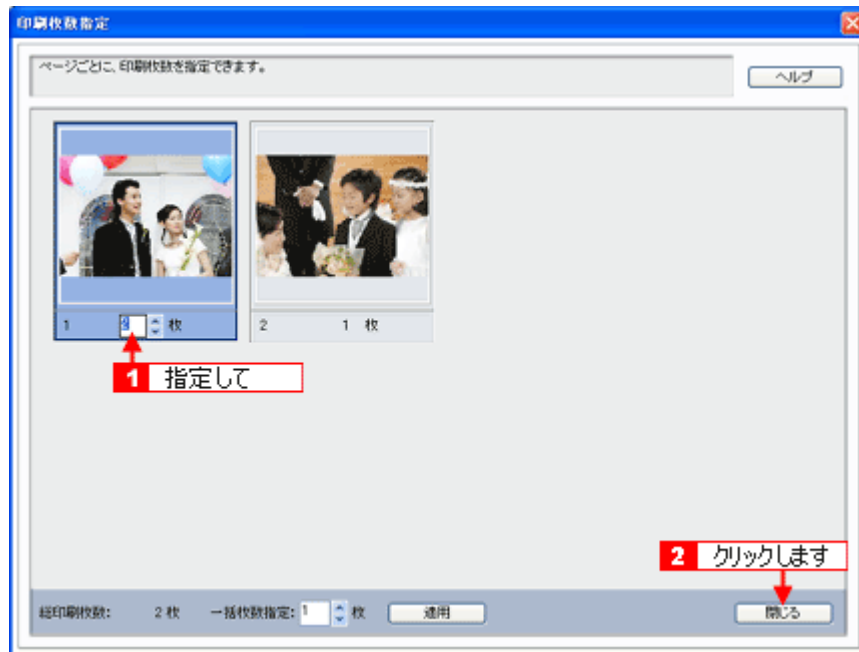 印刷枚数指定
ページごとに、印刷枚数を指定できます。
ヘルプ
1 枚
2 1 枚
1 指定して
2 クリックします
総印刷枚数: 2 枚 一括枚数指定: 1 枚 適用 閉じる